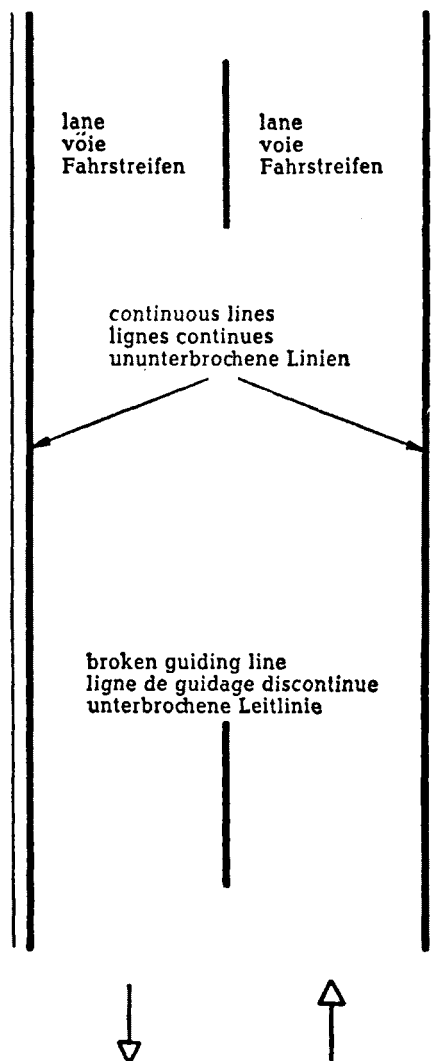 lane
vöie
Fahrstreifen
lane
voie
Fahrstreifen
continuous lines
lignes continues
ununterbrochene Linien
broken guiding line
ligne de guidage discontinue
unterbrochene Leitlinie